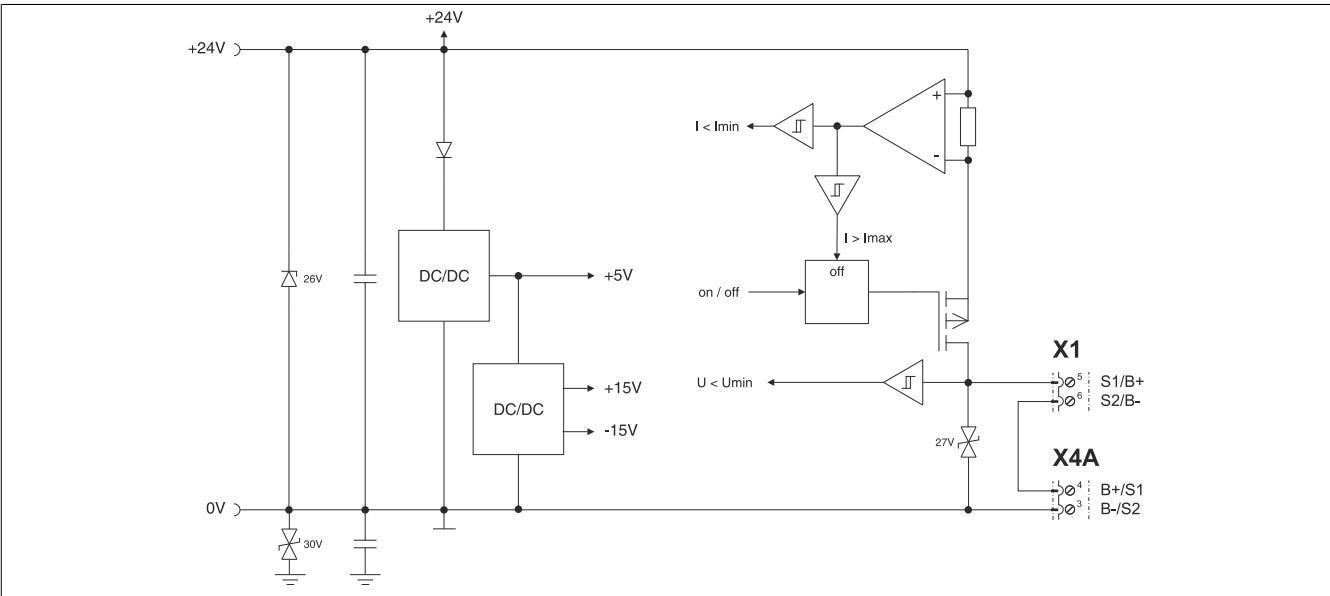 +24V
+24V
+
I < Imin
-
I > Imax
off
DC/DC
+5V
26V
on / off
X1
5 S1/B+
U < Umin
+15V
6 S2/B-
DC/DC
-15V
27V
X4A
4 B+/S1
0V
3 B-/S2
30V